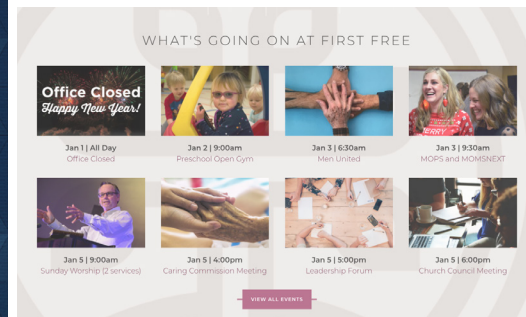 WHAT'S GOING ON AT FIRST FREE
Office Closed
Happy New Year!
Jan 1 | All Day
Office Closed
Jan 2 | 9:00am
Preschool Open Gym
Jan 3 | 6:30am
Men United
MERRY
Jan 3 | 9:30am
MOPS and MOMSNEXT
Jan 5 | 9:00am
Sunday Worship (2 services)
Jan 5 | 4:00pm
Caring Commission Meeting
Jan 5 | 5:00pm
Leadership Forum
Jan 5 | 6:00pm
Church Council Meeting
VIEW ALL EVENTS